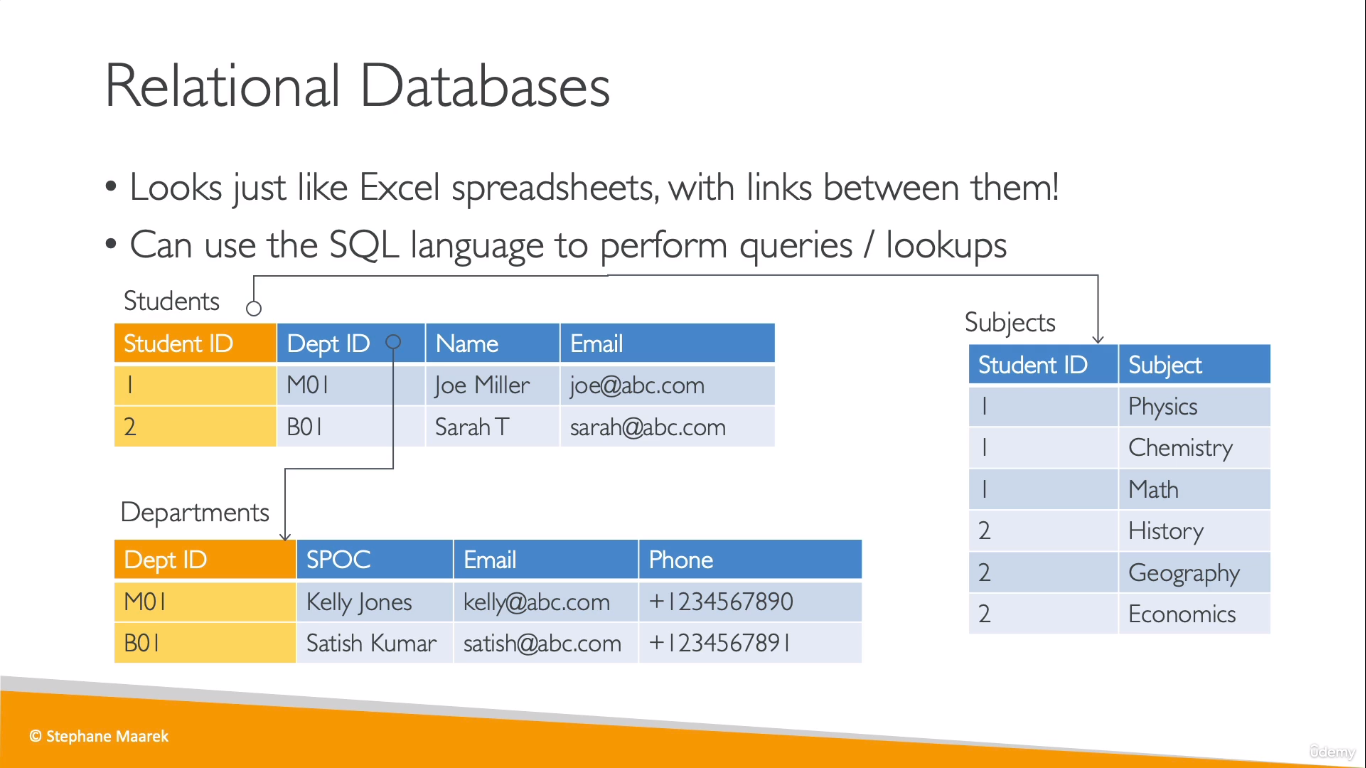 Relational Databases
• Looks just like Excel spreadsheets, with links between them!
• Can use the SQL language to perform queries / lookups
Students
Student ID Dept ID Name Email
1 M01 Joe Miller joe@abc.com
2 B01 Sarah T sarah@abc.com
Departments
Dept ID SPOC Email Phone
M01 Kelly Jones kelly@abc.com +1234567890
B01 Satish Kumar satish@abc.com +1234567891
Subjects
Student ID Subject
1 Physics
1 Chemistry
1 Math
2 History
2 Geography
2 Economics
© Stephane Maarek
ûdemy